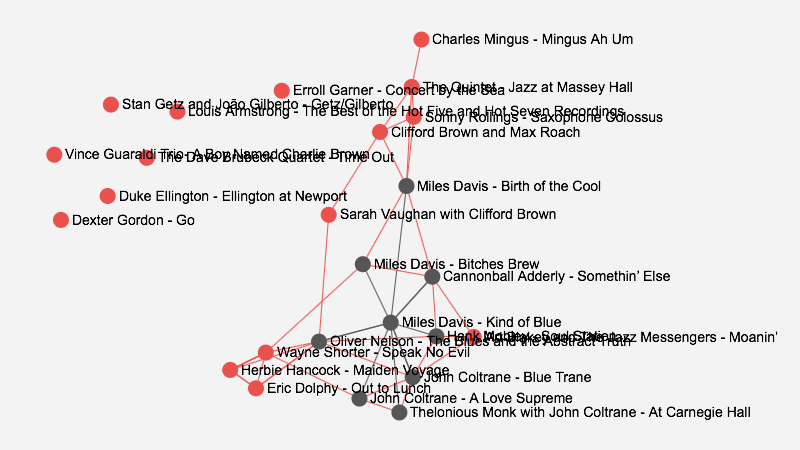 Charles Mingus - Mingus Ah Um
The Quintet - Jazz at Massey Hall
Erroll Garner - Concert by the Sea
Stan Getz and João Gilberto - Getz/Gilberto
Louis Armstrong - The Best of the Hot Five and Hot Seven Recordings
Sonny Rollings - Saxophone Colossus
Clifford Brown and Max Roach
Vince Guaraldi Trio - A Boy Named Charlie Brown
The Dave Brubeck Quartet - Time Out
Miles Davis - Birth of the Cool
Duke Ellington - Ellington at Newport
Sarah Vaughan with Clifford Brown
Dexter Gordon - Go
Miles Davis - Bitches Brew
Cannonball Adderly - Somethin’ Else
Miles Davis - Kind of Blue
Hank Mobley - Soul Station
Art Blakey and The Jazz Messengers - Moanin'
Oliver Nelson - The Blues and the Abstract Truth
Wayne Shorter - Speak No Evil
Herbie Hancock - Maiden Voyage
John Coltrane - Blue Trane
Eric Dolphy - Out to Lunch
John Coltrane - A Love Supreme
Thelonious Monk with John Coltrane - At Carnegie Hall